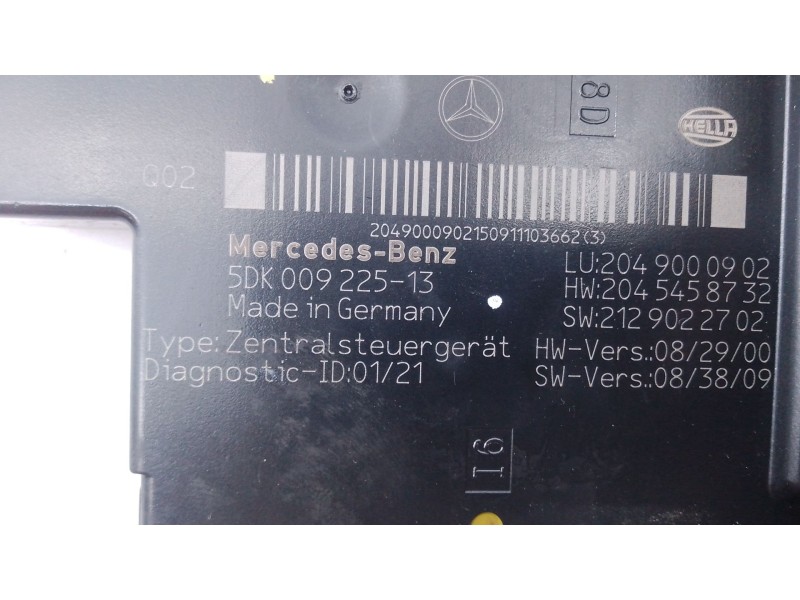 8D
HELLA
Q02
2049000902150911103662(3)
Mercedes-Benz
5DK 009 225-13
Made in Germany
Type: Zentralsteuergerät
Diagnostic-ID:01/21
LU:204 900 09 02
HW:204 545 87 32
SW:212 902 27 02
HW-Vers.:08/29/00
SW-Vers.:08/38/09
I6